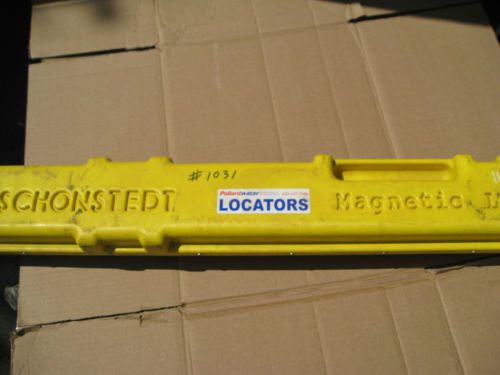 #1031
SCHONSTEDT
Pollardwater
LOCATORS
Magnetic